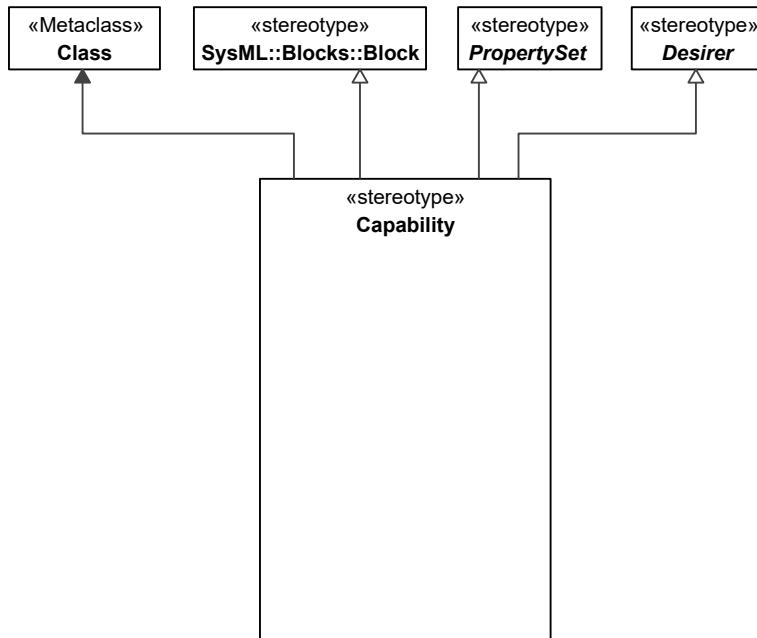 «Metaclass»
Class
«stereotype»
SysML::Blocks::Block
«stereotype»
PropertySet
«stereotype»
Desirer
«stereotype»
Capability